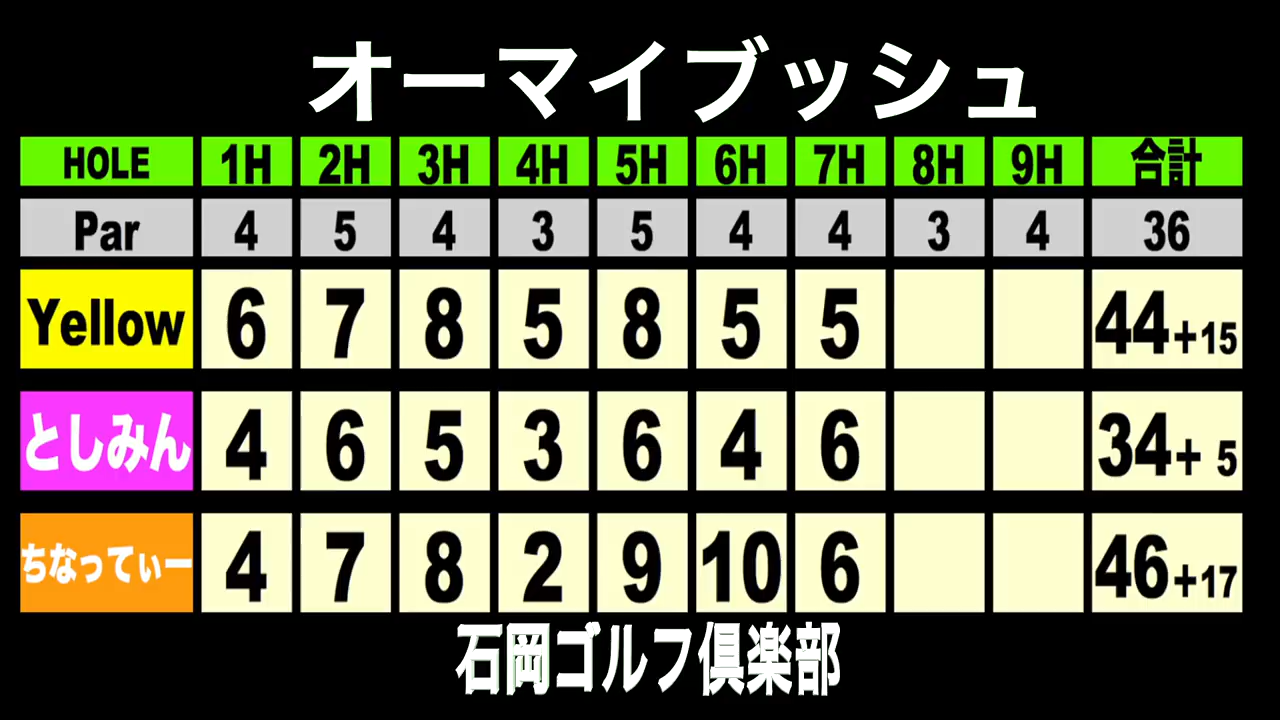 オーマイブッシュ
HOLE 1H 2H 3H 4H 5H 6H 7H 8H 9H 合計
Par 4 5 4 3 5 4 4 3 4 36
Yellow 6 7 8 5 8 5 5 44+15
としみん 4 6 5 3 6 4 6 34+ 5
ちなってぃー 4 7 8 2 9 10 6 46+17
石岡ゴルフ倶楽部